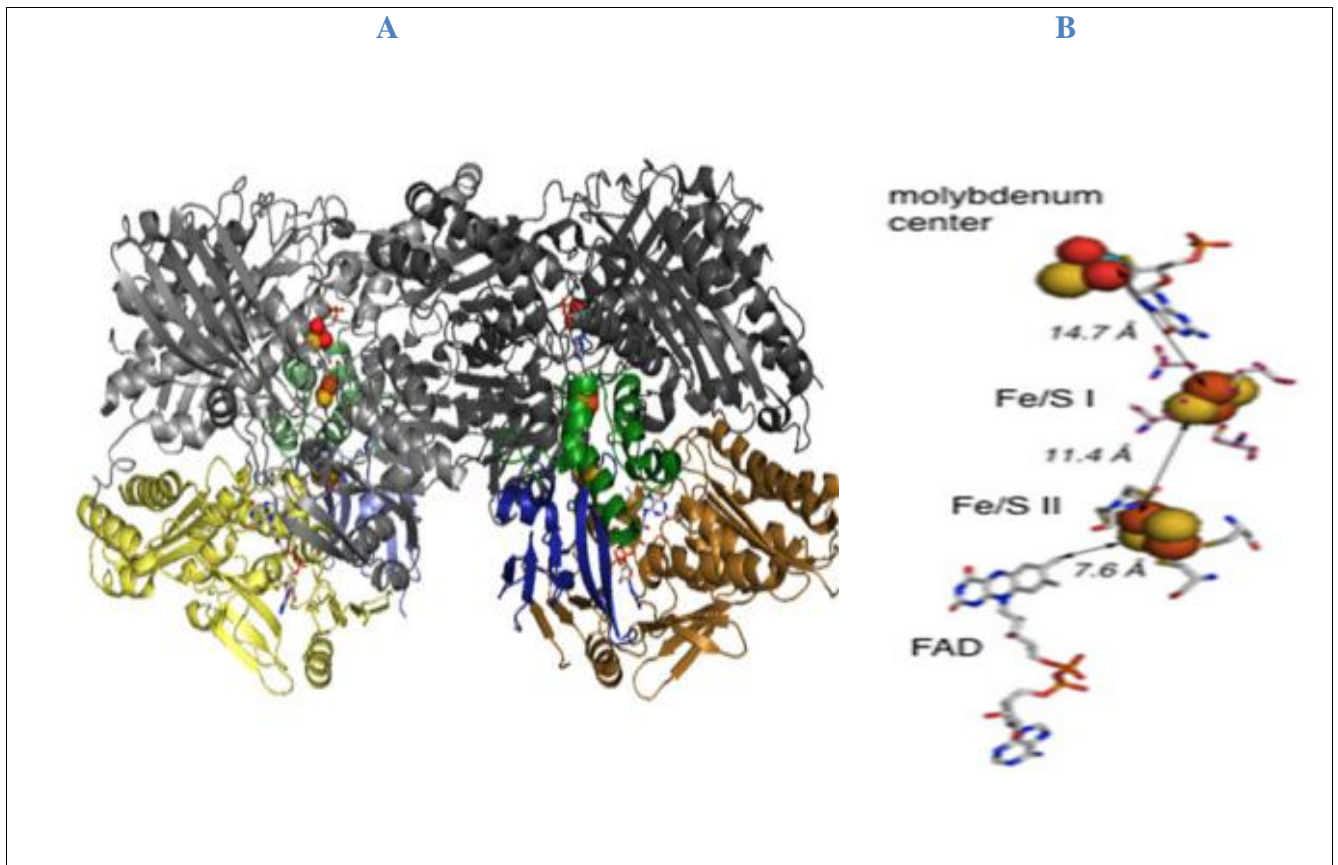 A
B
molybdenum
center
14.7 Å
Fe/S I
11.4 Å
Fe/S II
7.6 Å
FAD